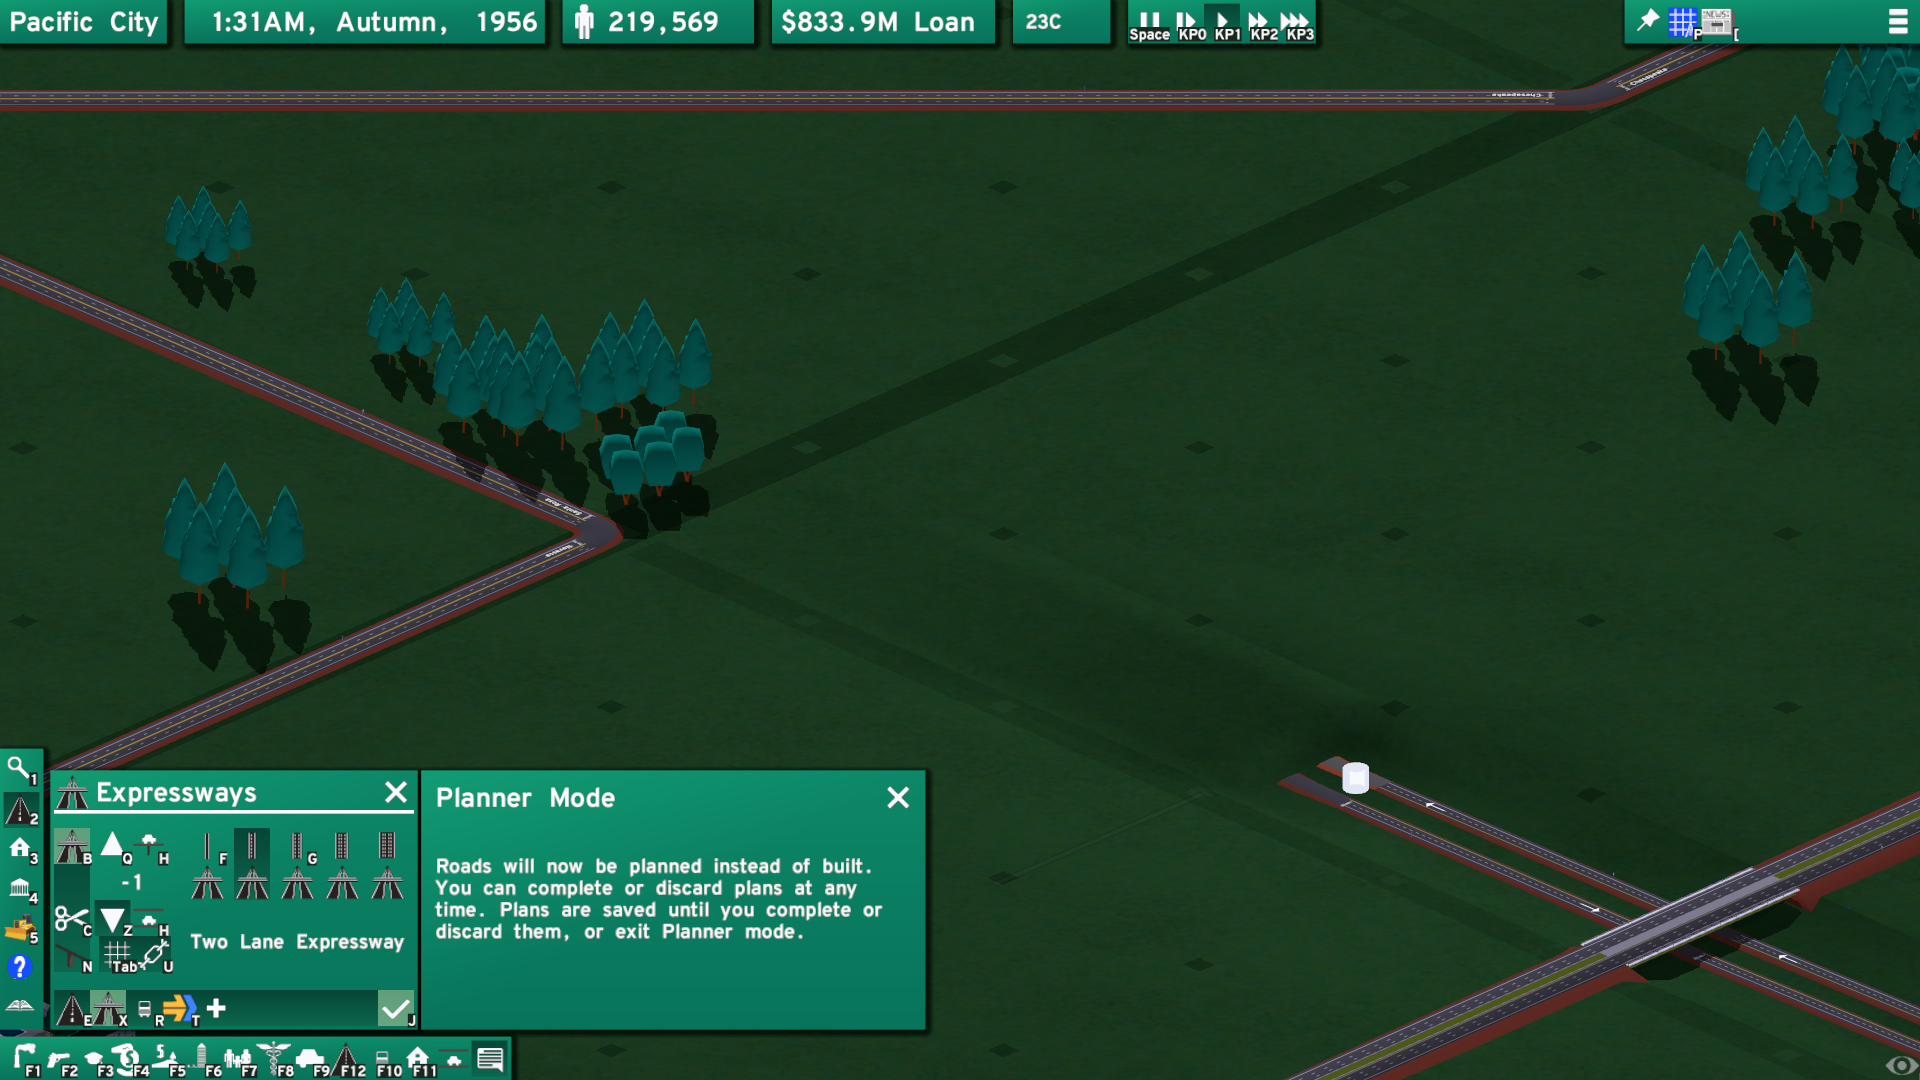 Pacific City
1:31AM, Autumn, 1956
219,569
$833.9M Loan
23C
Space KP0 KP1 KP2 KP3
P
NEWS
[
Chesapeake
1
2
3
4
5
Expressways
B Q H
-1
F G
C Z H
N Tab U
Two Lane Expressway
E X R T J
Planner Mode
Roads will now be planned instead of built.
You can complete or discard plans at any
time. Plans are saved until you complete or
discard them, or exit Planner mode.
F1 F2 F3 F4 F5 F6 F7 F8 F9 F12 F10 F11